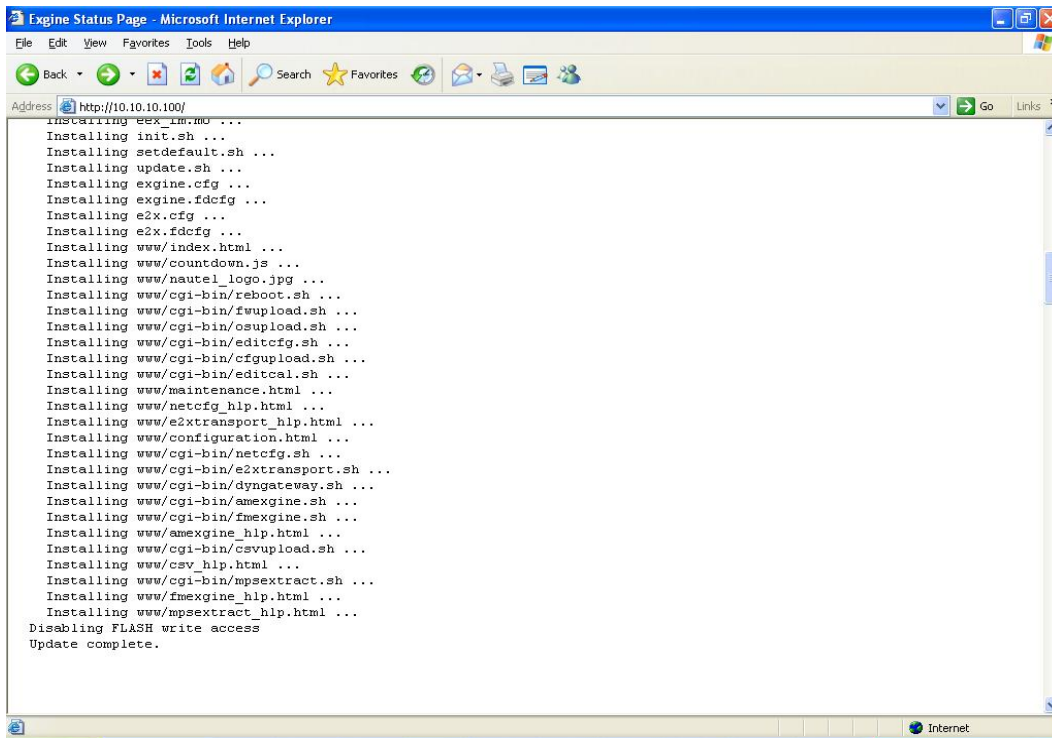 Exgine Status Page - Microsoft Internet Explorer
File Edit View Favorites Tools Help
Back Search Favorites
Address http://10.10.10.100/ Go Links
Installing eex_im.mo ...
Installing init.sh ...
Installing setdefault.sh ...
Installing update.sh ...
Installing exgine.cfg ...
Installing exgine.fdcfg ...
Installing e2x.cfg ...
Installing e2x.fdcfg ...
Installing www/index.html ...
Installing www/countdown.js ...
Installing www/nautel_logo.jpg ...
Installing www/cgi-bin/reboot.sh ...
Installing www/cgi-bin/fwupload.sh ...
Installing www/cgi-bin/osupload.sh ...
Installing www/cgi-bin/editcfg.sh ...
Installing www/cgi-bin/cfgupload.sh ...
Installing www/cgi-bin/editcal.sh ...
Installing www/maintenance.html ...
Installing www/netcfg_hlp.html ...
Installing www/e2xtransport_hlp.html ...
Installing www/configuration.html ...
Installing www/cgi-bin/netcfg.sh ...
Installing www/cgi-bin/e2xtransport.sh ...
Installing www/cgi-bin/dyngateway.sh ...
Installing www/cgi-bin/amexgine.sh ...
Installing www/cgi-bin/fmexgine.sh ...
Installing www/amexgine_hlp.html ...
Installing www/cgi-bin/csvupload.sh ...
Installing www/csv_hlp.html ...
Installing www/cgi-bin/mpsextract.sh ...
Installing www/fmexgine_hlp.html ...
Installing www/mpsextract_hlp.html ...
Disabling FLASH write access
Update complete.
Internet